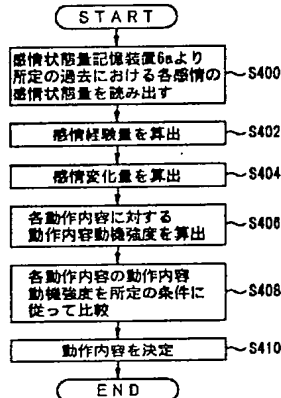 START
感情状態量記憶装置6aより
所定の過去における各感情の
感情状態量を読み出す
S400
感情経験量を算出
S402
感情変化量を算出
S404
各動作内容に対する
動作内容動機強度を算出
S406
各動作内容の動作内容
動機強度を所定の条件に
従って比較
S408
動作内容を決定
S410
END